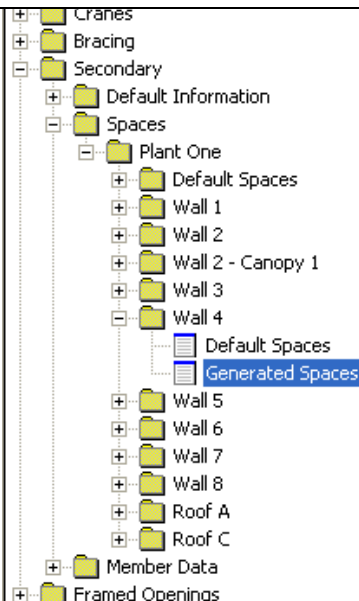 Cranes
Bracing
Secondary
Default Information
Spaces
Plant One
Default Spaces
Wall 1
Wall 2
Wall 2 - Canopy 1
Wall 3
Wall 4
Default Spaces
Generated Spaces
Wall 5
Wall 6
Wall 7
Wall 8
Roof A
Roof C
Member Data
Framed Openings